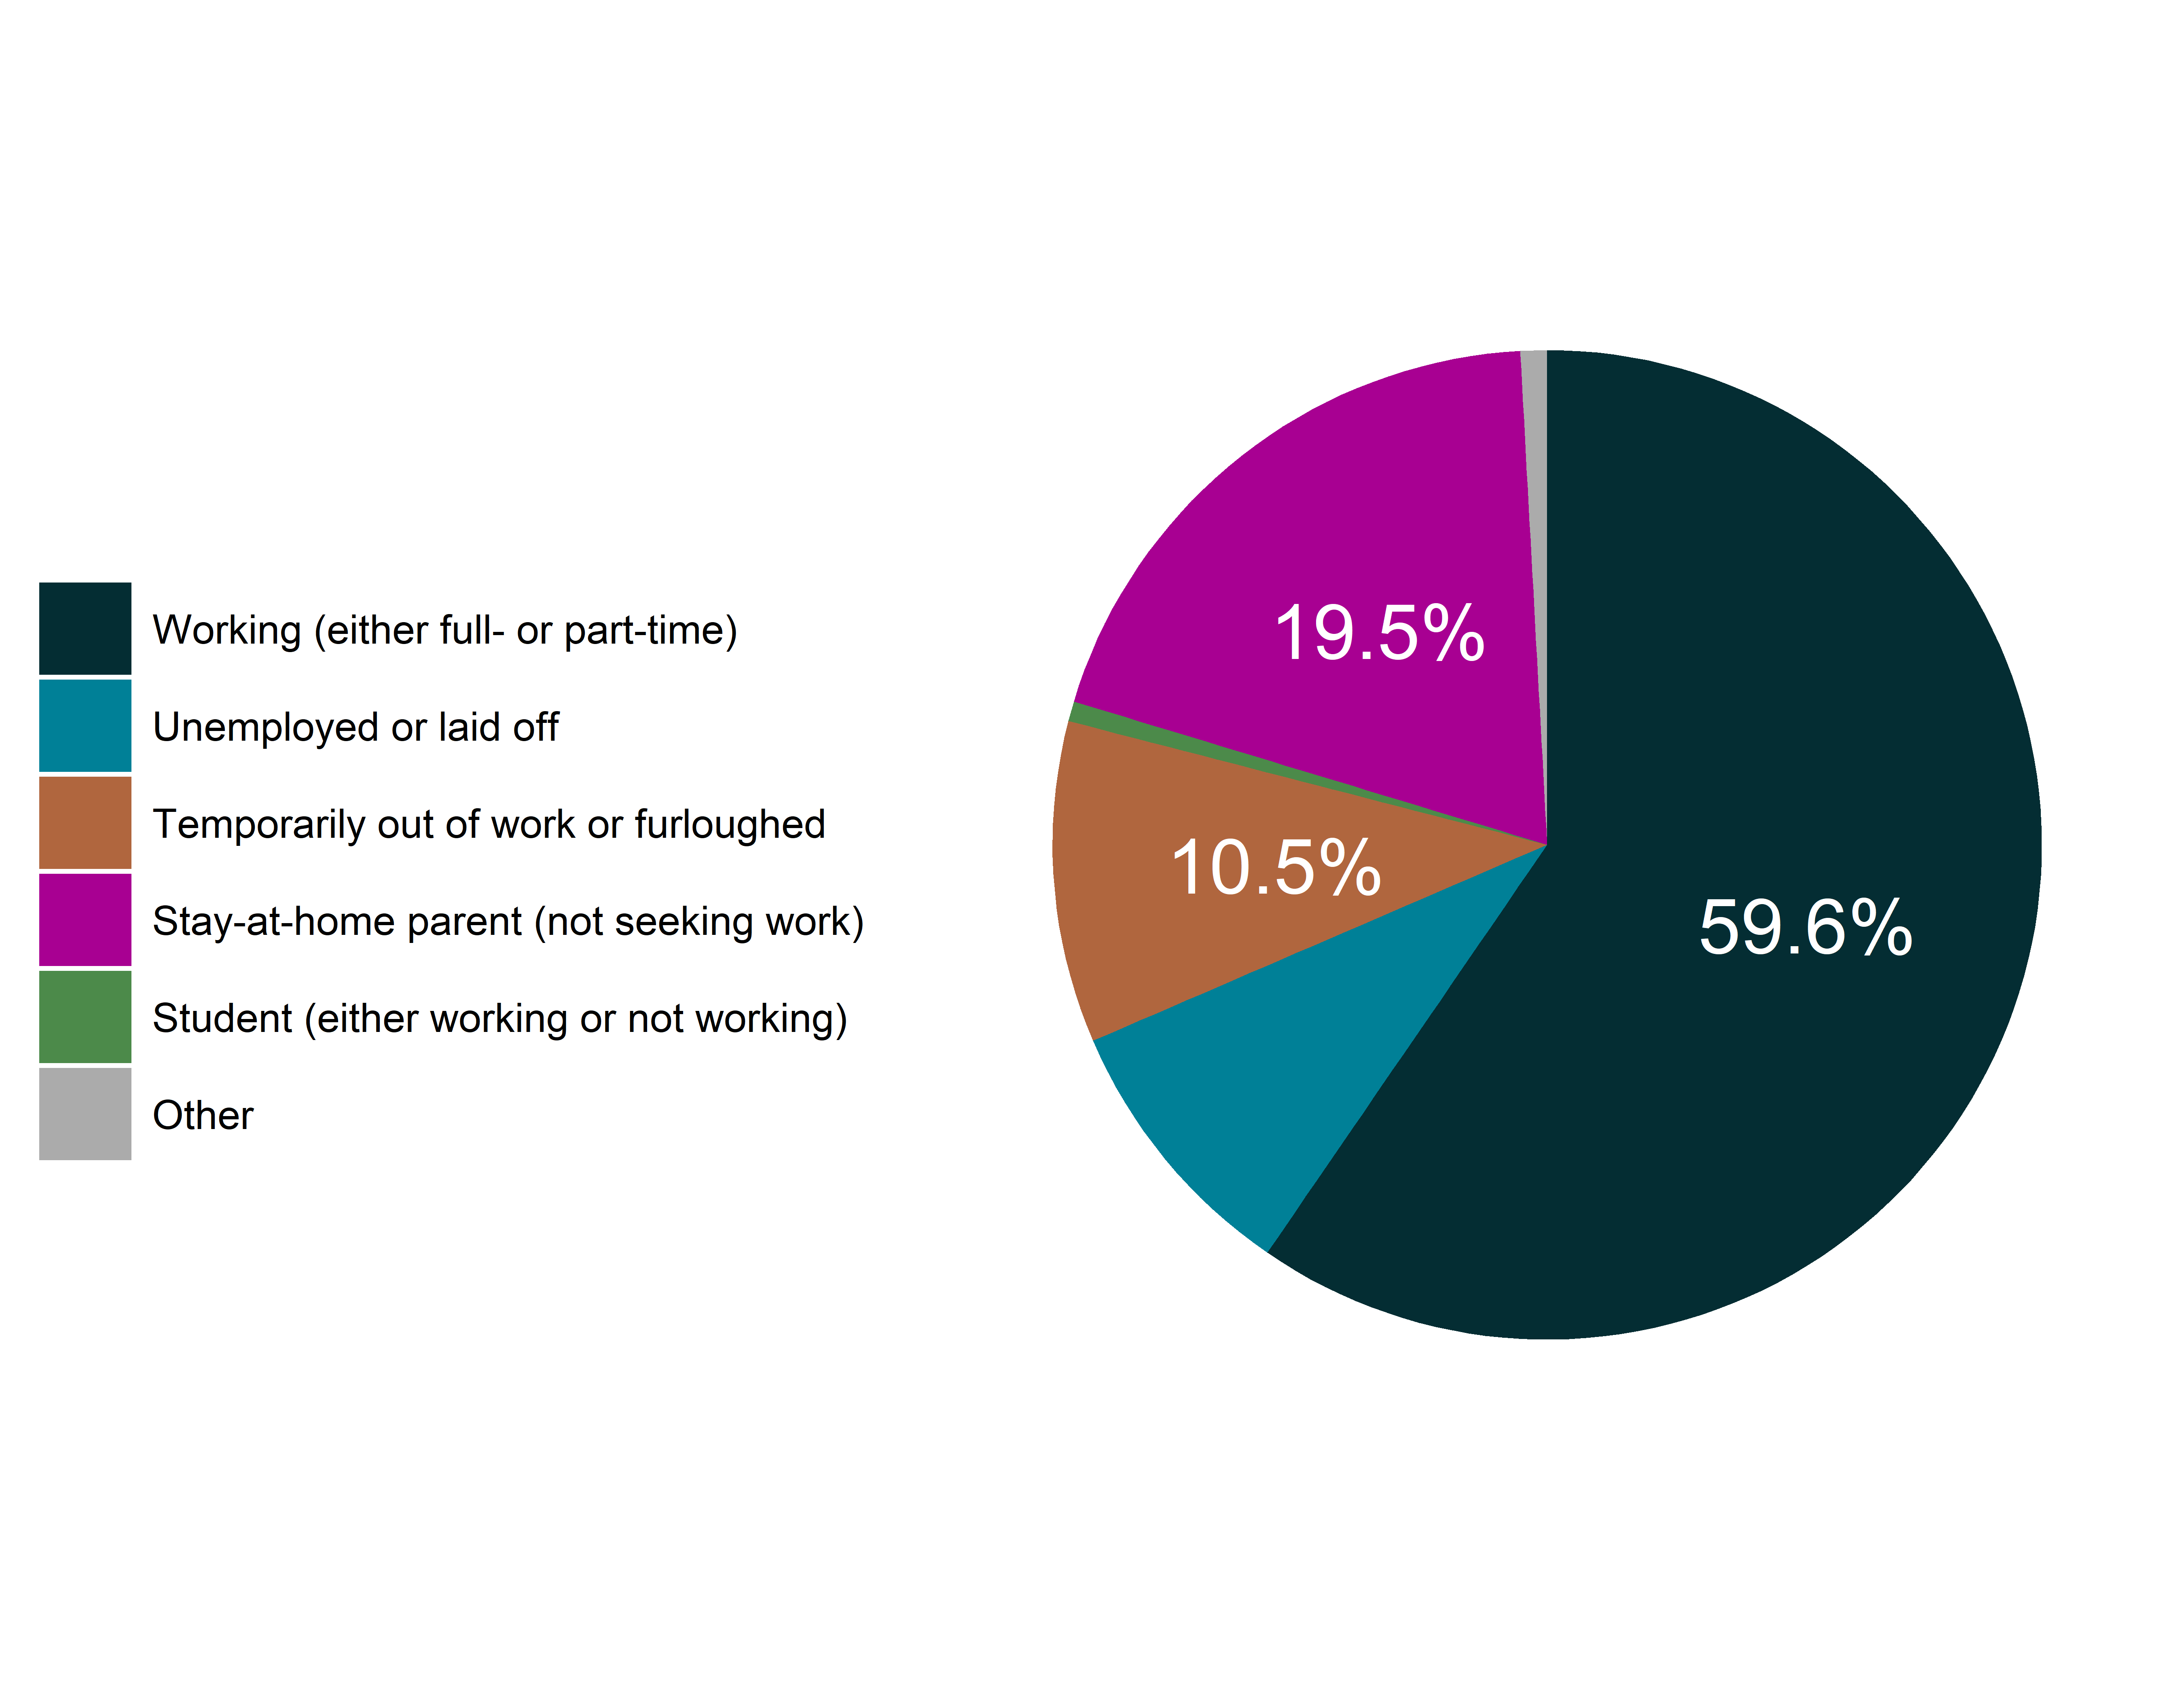 Working (either full- or part-time)
Unemployed or laid off
Temporarily out of work or furloughed
Stay-at-home parent (not seeking work)
Student (either working or not working)
Other
19.5%
10.5%
59.6%